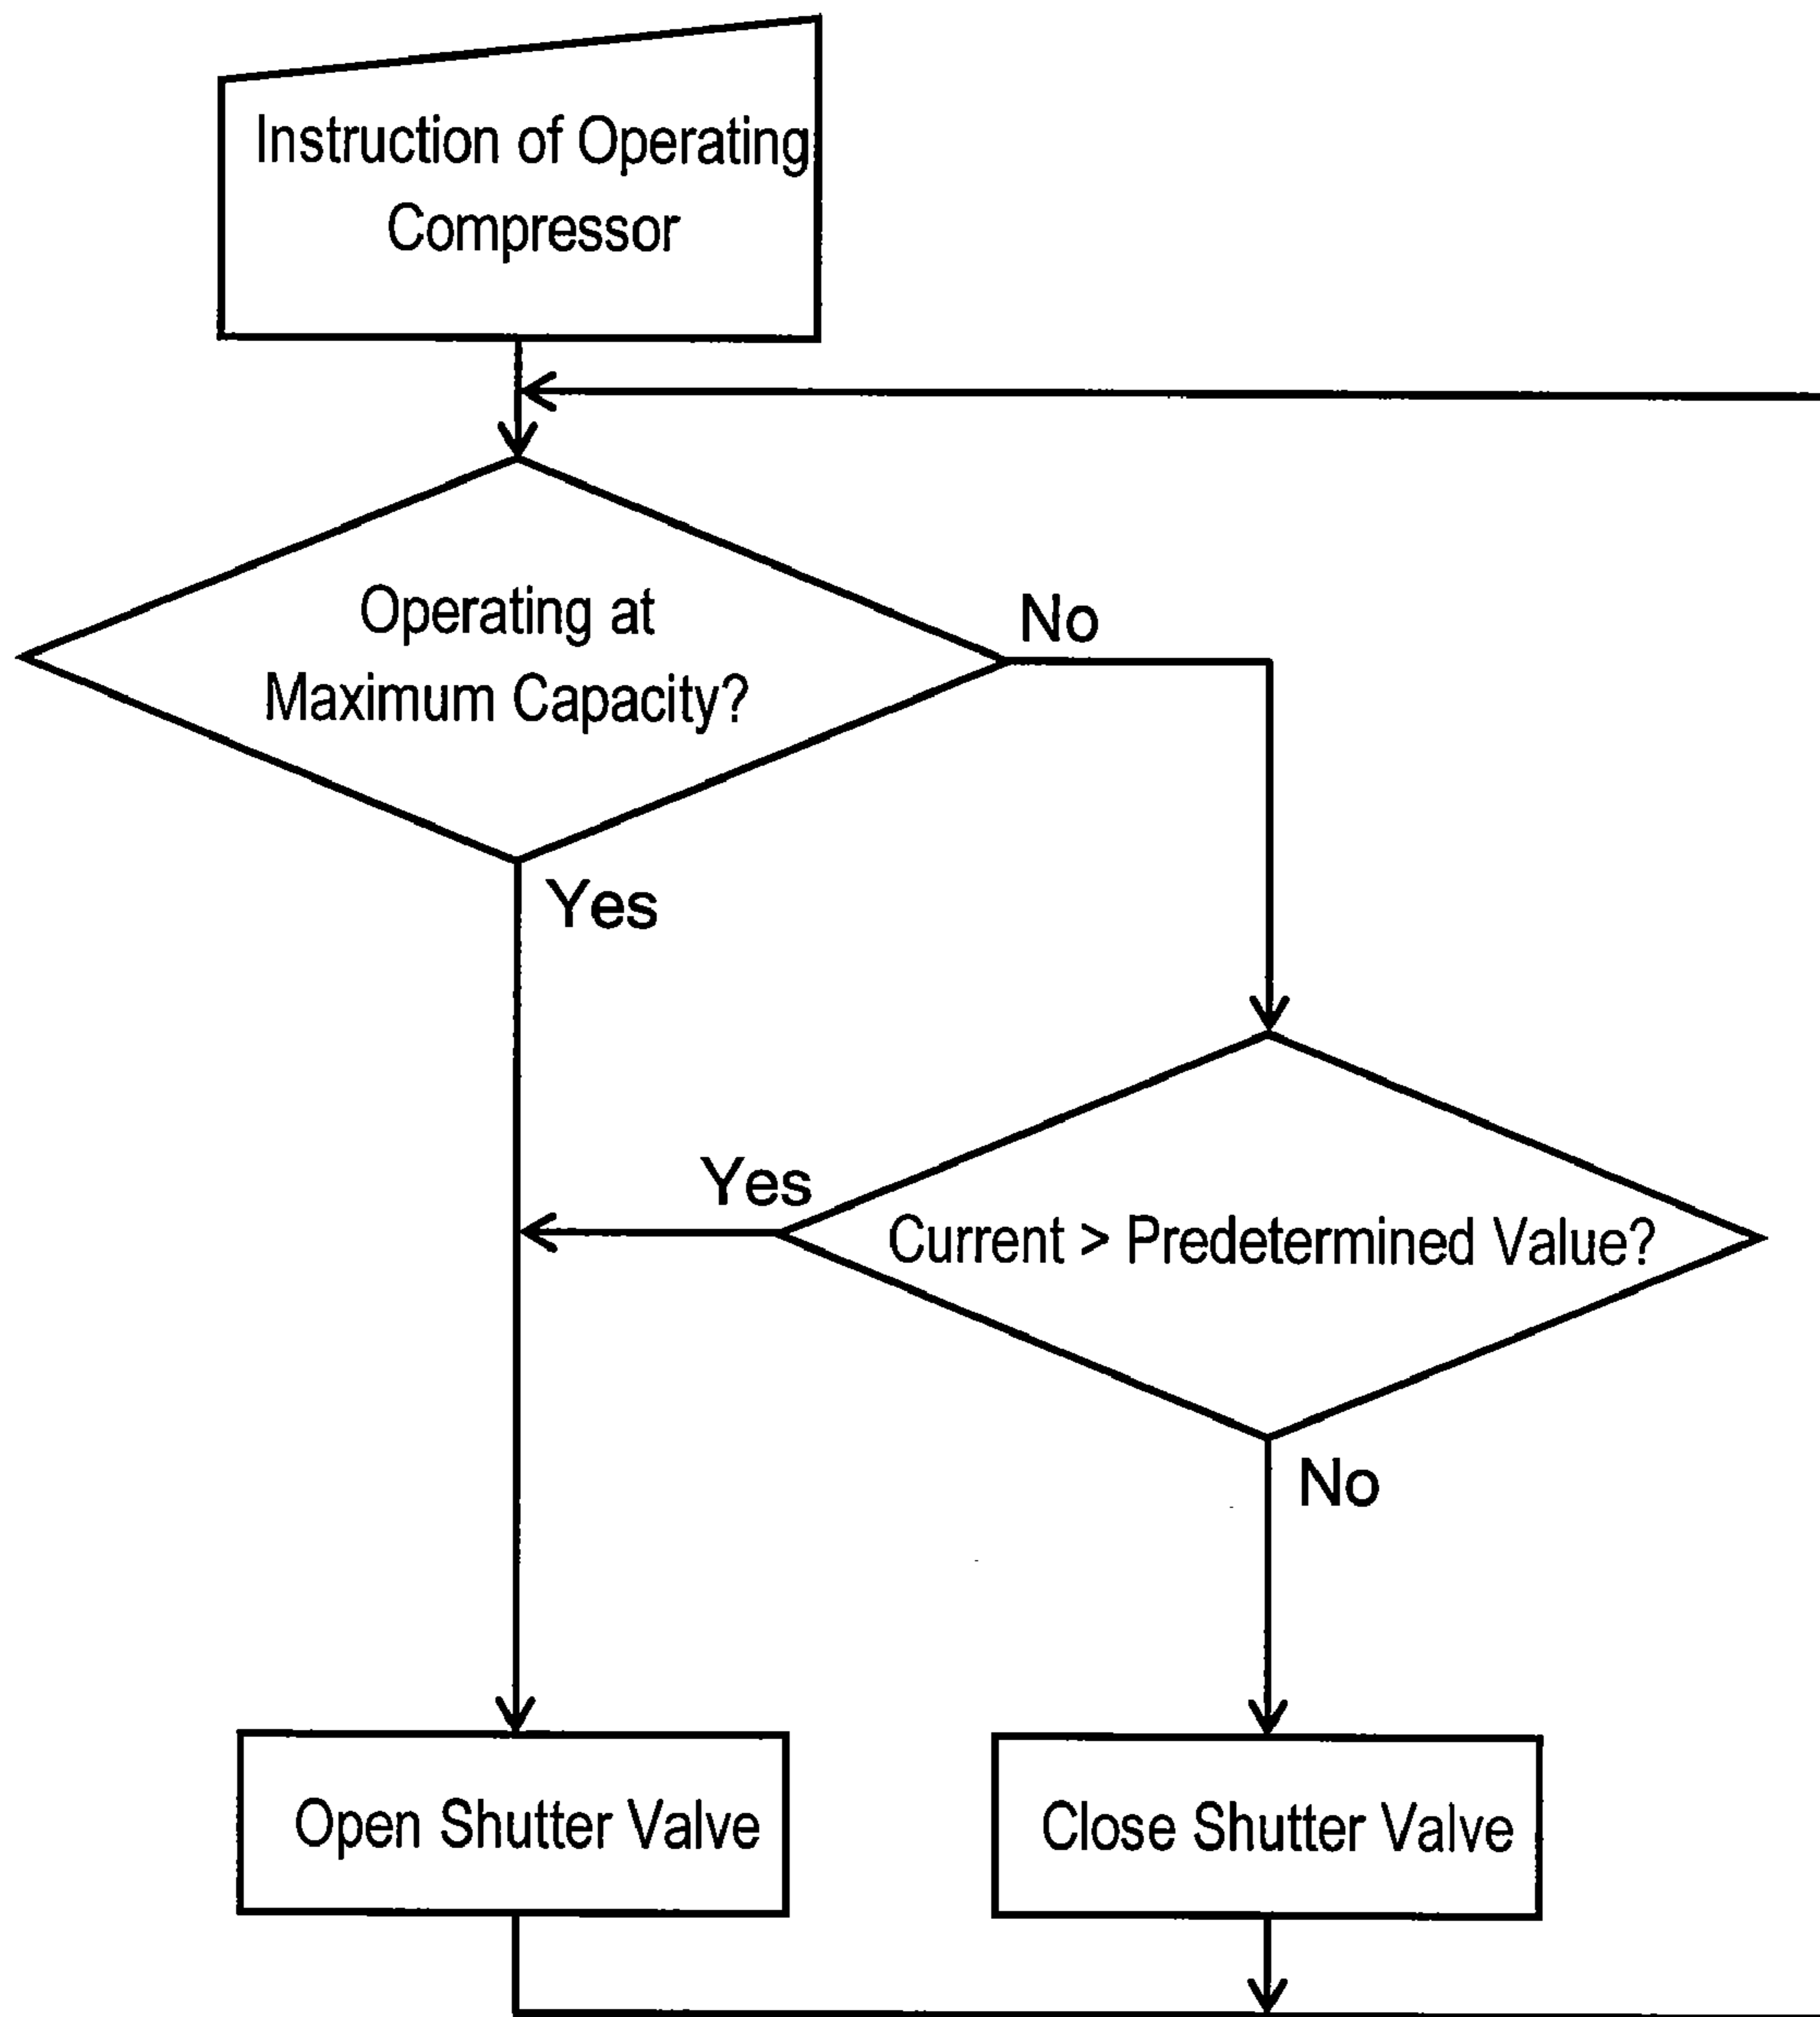 Instruction of Operating
Compressor
Operating at
Maximum Capacity?
No
Yes
Yes
Current > Predetermined Value?
No
Open Shutter Valve
Close Shutter Valve